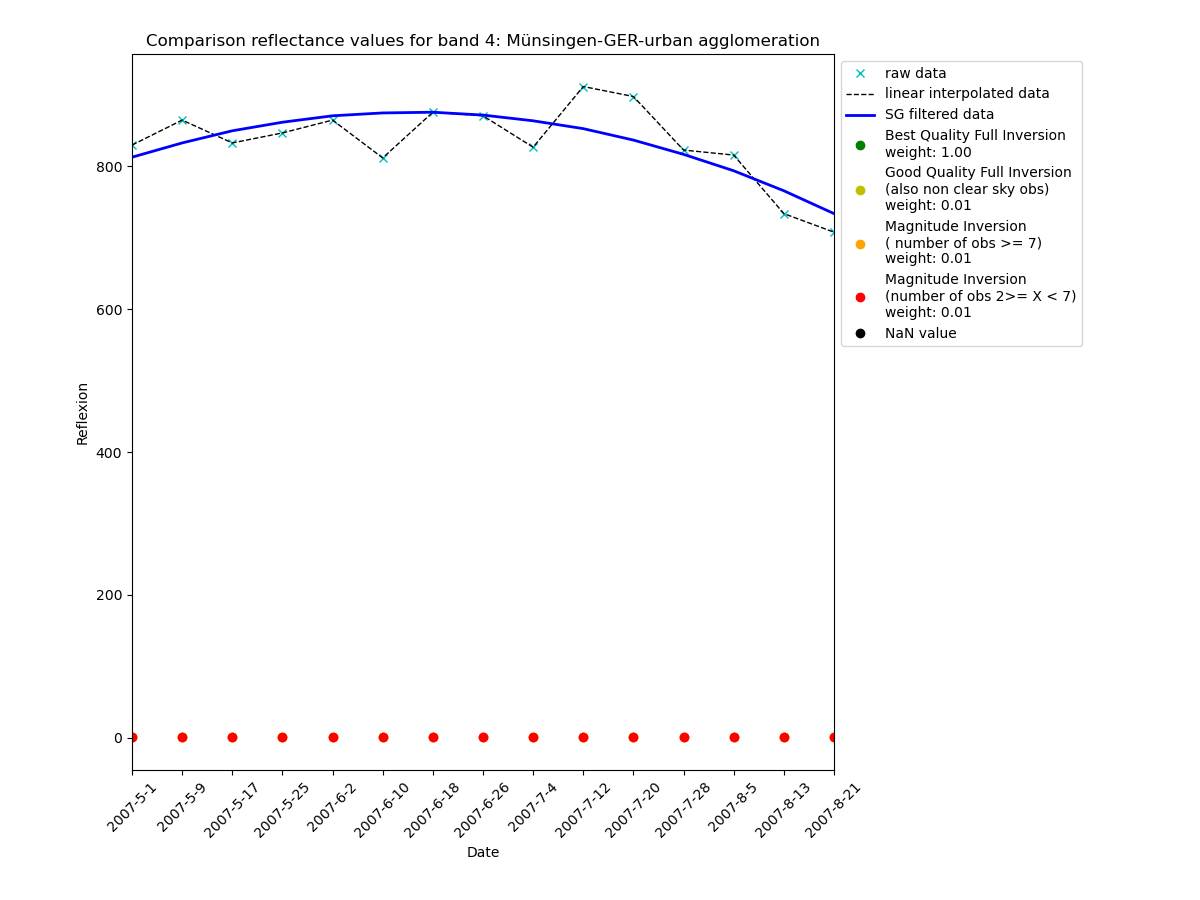 Comparison reflectance values for band 4: Münsingen-GER-urban agglomeration
raw data
linear interpolated data
SG filtered data
Best Quality Full Inversion
weight: 1.00
Good Quality Full Inversion
(also non clear sky obs)
weight: 0.01
Magnitude Inversion
( number of obs >= 7)
weight: 0.01
Magnitude Inversion
(number of obs 2>= X < 7)
weight: 0.01
NaN value
Reflexion
800
600
400
200
0
2007-5-1
2007-5-9
2007-5-17
2007-5-25
2007-6-2
2007-6-10
2007-6-18
2007-6-26
2007-7-4
2007-7-12
2007-7-20
2007-7-28
2007-8-5
2007-8-13
2007-8-21
Date